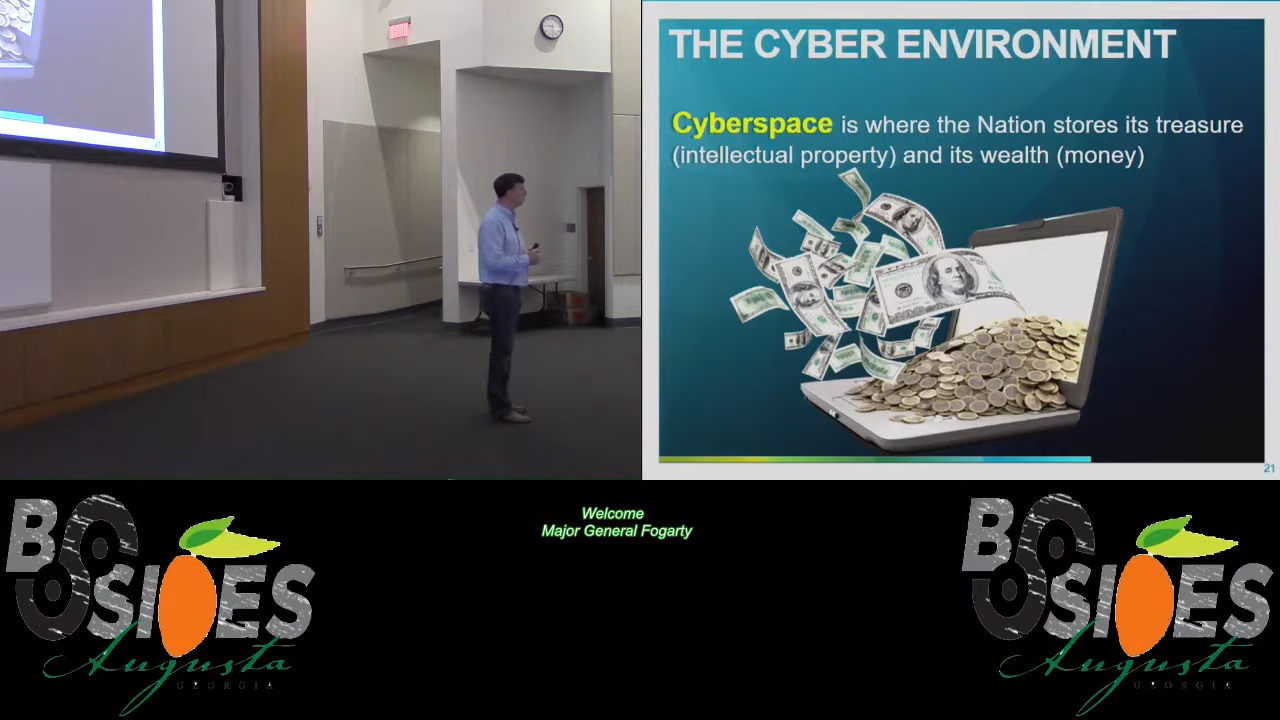 EXIT
THE CYBER ENVIRONMENT
Cyberspace is where the Nation stores its treasure
(intellectual property) and its wealth (money)
21
Welcome
Major General Fogarty
BSIDES
Augusta
GEORGIA
BSIDES
Augusta
GEORGIA